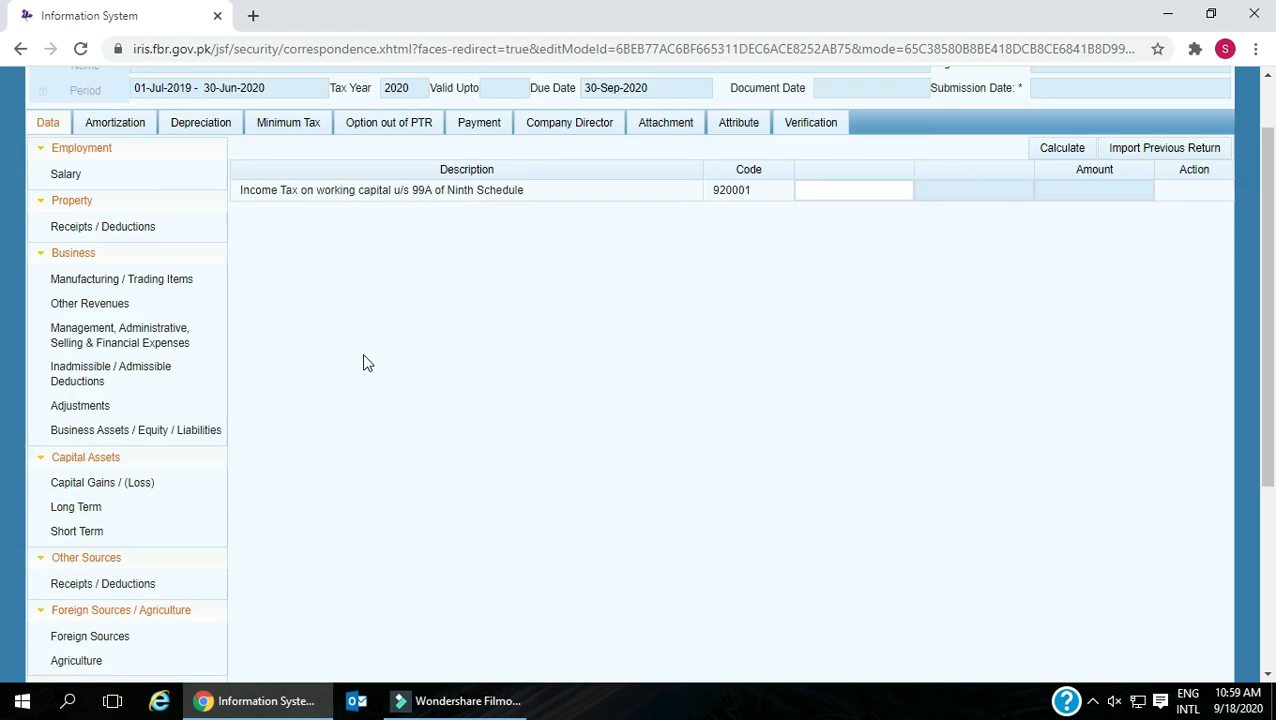 Information System
iris.fbr.gov.pk/jsf/security/correspondence.xhtml?faces-redirect=true&editModeId=6BEB77AC6BF665311DEC6ACE8252AB75&mode=65C38580B8BE418DCB8CE6841B8D99...
S
Name
Period 01-Jul-2019 - 30-Jun-2020 Tax Year 2020 Valid Upto Due Date 30-Sep-2020 Document Date Submission Date: *
Data Amortization Depreciation Minimum Tax Option out of PTR Payment Company Director Attachment Attribute Verification
Calculate Import Previous Return
Description Code Amount Action
Income Tax on working capital u/s 99A of Ninth Schedule 920001
Employment
Salary
Property
Receipts / Deductions
Business
Manufacturing / Trading Items
Other Revenues
Management, Administrative,
Selling & Financial Expenses
Inadmissible / Admissible
Deductions
Adjustments
Business Assets / Equity / Liabilities
Capital Assets
Capital Gains / (Loss)
Long Term
Short Term
Other Sources
Receipts / Deductions
Foreign Sources / Agriculture
Foreign Sources
Agriculture
Information Syste...
Wondershare Filmo...
ENG
INTL
10:59 AM
9/18/2020